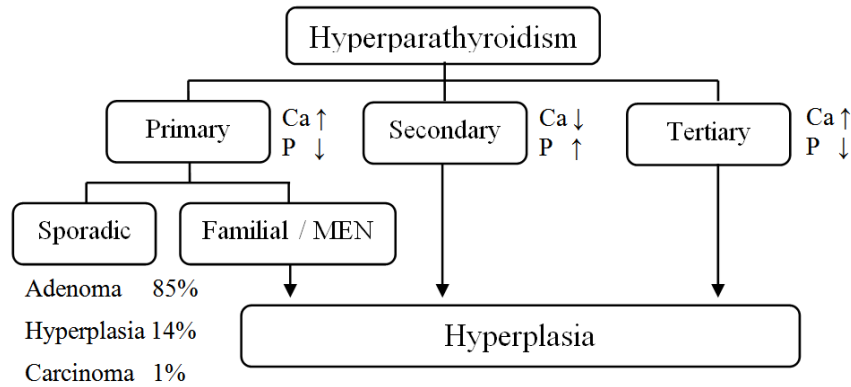 Hyperparathyroidism
Primary
Ca ↑
P ↓
Secondary
Ca ↓
P ↑
Tertiary
Ca ↑
P ↓
Sporadic
Familial / MEN
Adenoma 85%
Hyperplasia 14%
Carcinoma 1%
Hyperplasia